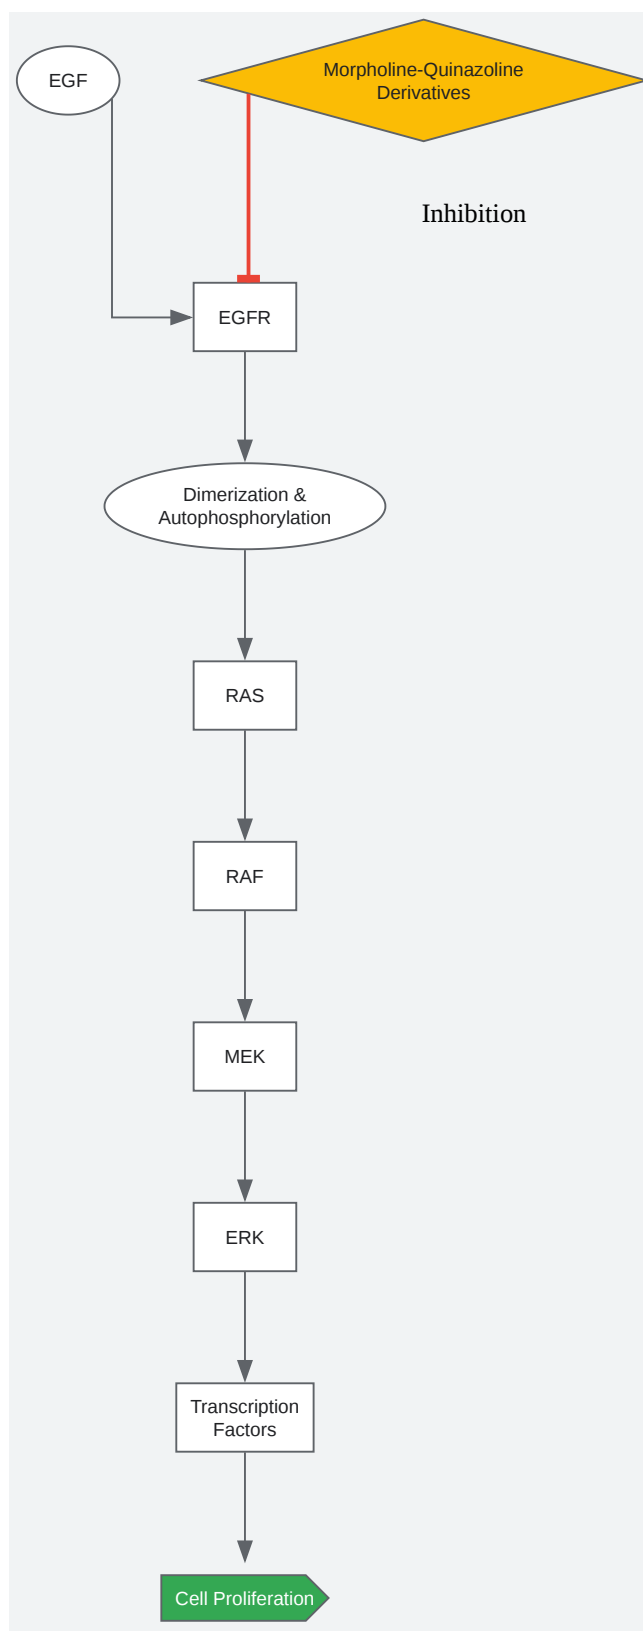 EGF
Morpholine-Quinazoline
Derivatives
Inhibition
EGFR
Dimerization &
Autophosphorylation
RAS
RAF
MEK
ERK
Transcription
Factors
Cell Proliferation